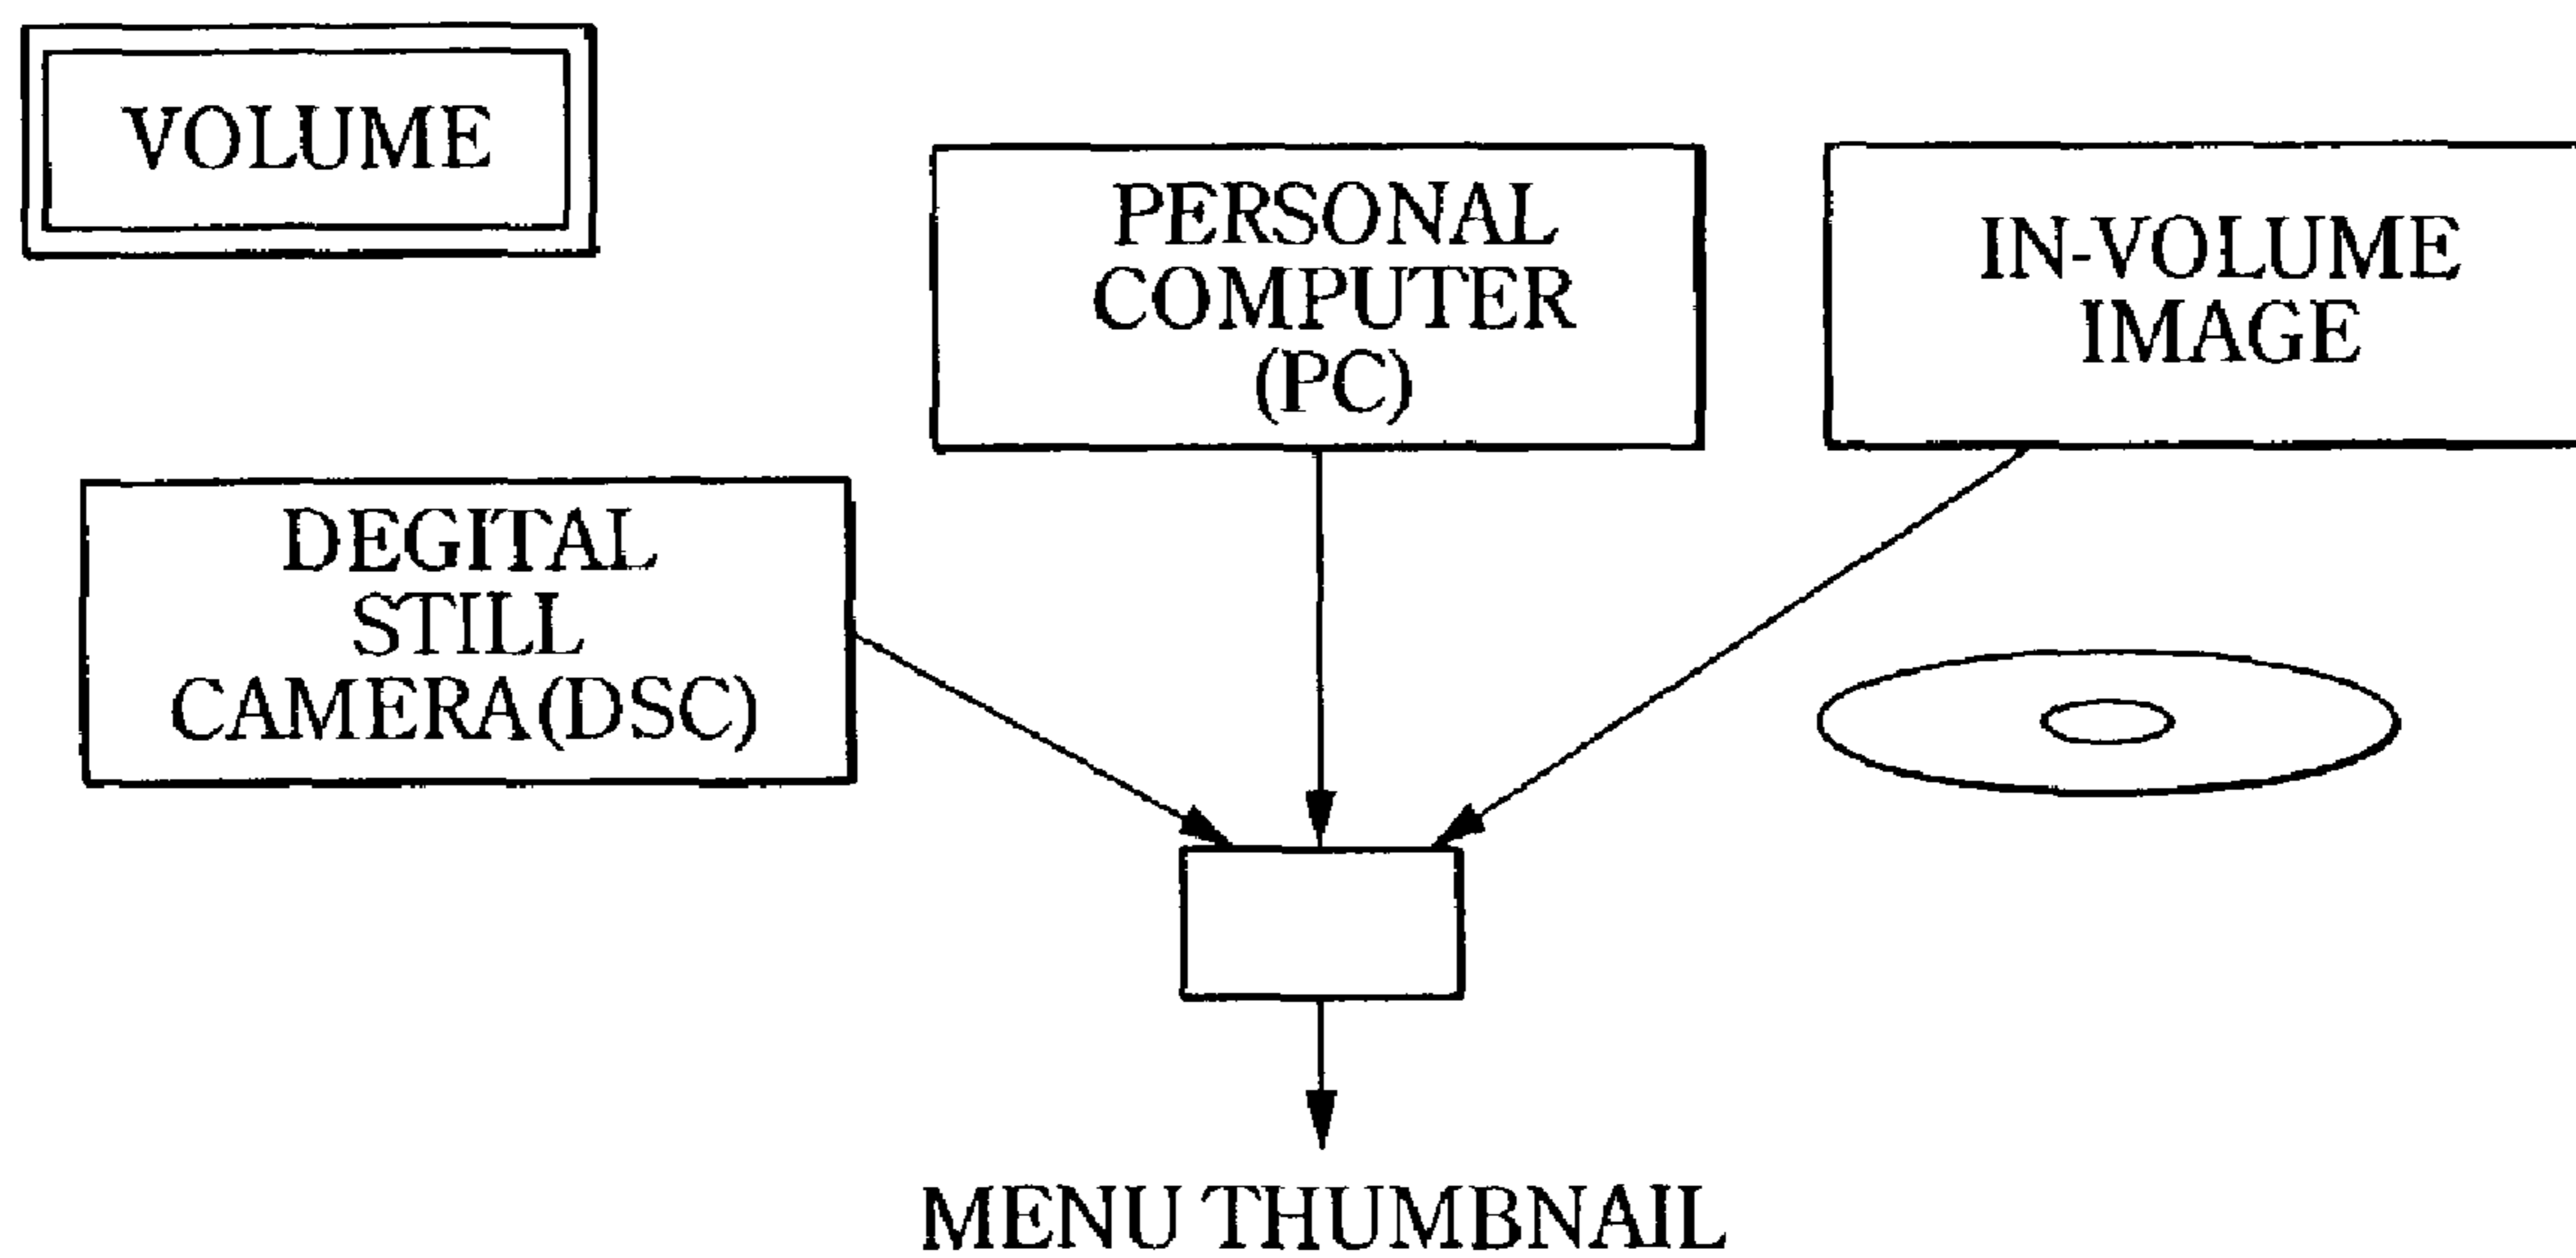 VOLUME
PERSONAL
COMPUTER
(PC)
IN-VOLUME
IMAGE
DEGITAL
STILL
CAMERA(DSC)
MENU THUMBNAIL